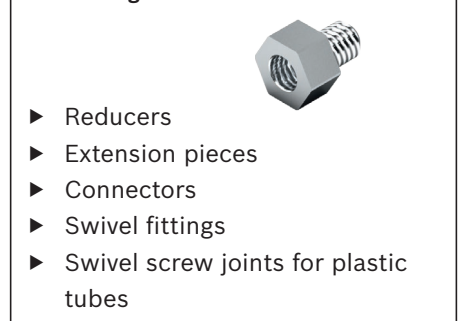 ▶ Reducers
▶ Extension pieces
▶ Connectors
▶ Swivel fittings
▶ Swivel screw joints for plastic
tubes